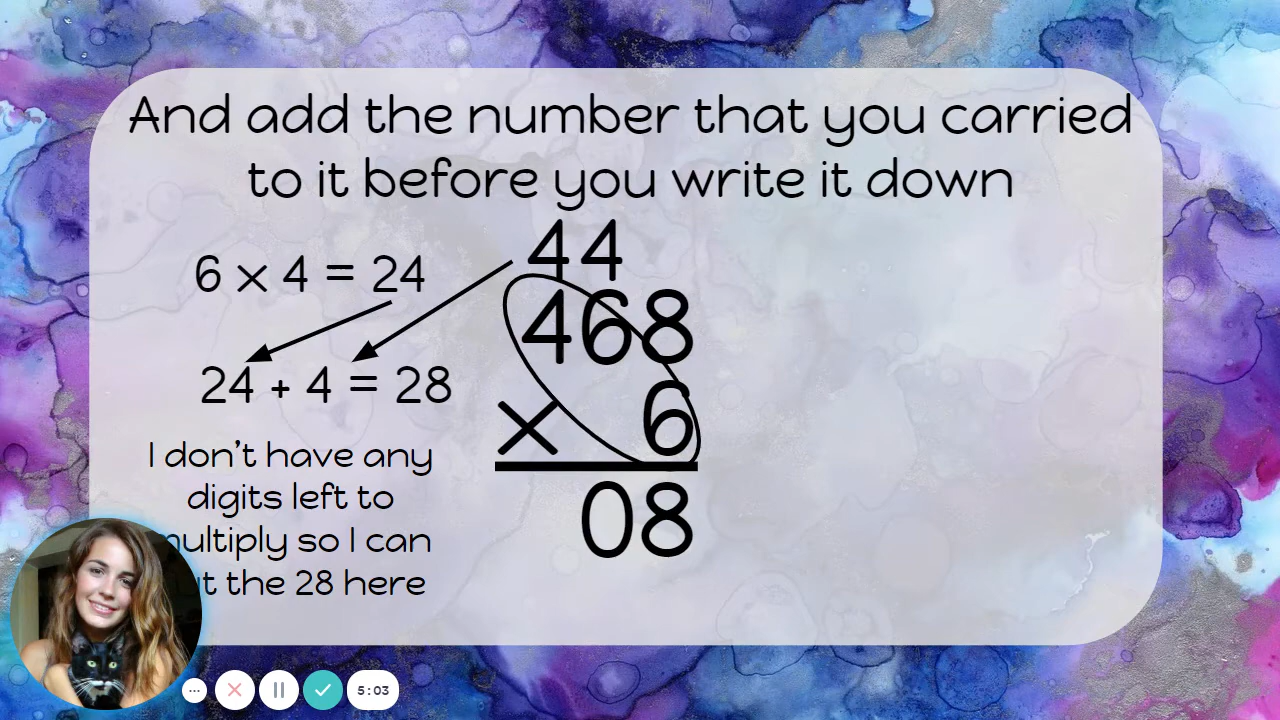 And add the number that you carried
to it before you write it down
6 x 4 = 24
24 + 4 = 28
I don't have any
digits left to
multiply so I can
the 28 here
44
468
× 6
08
5:03